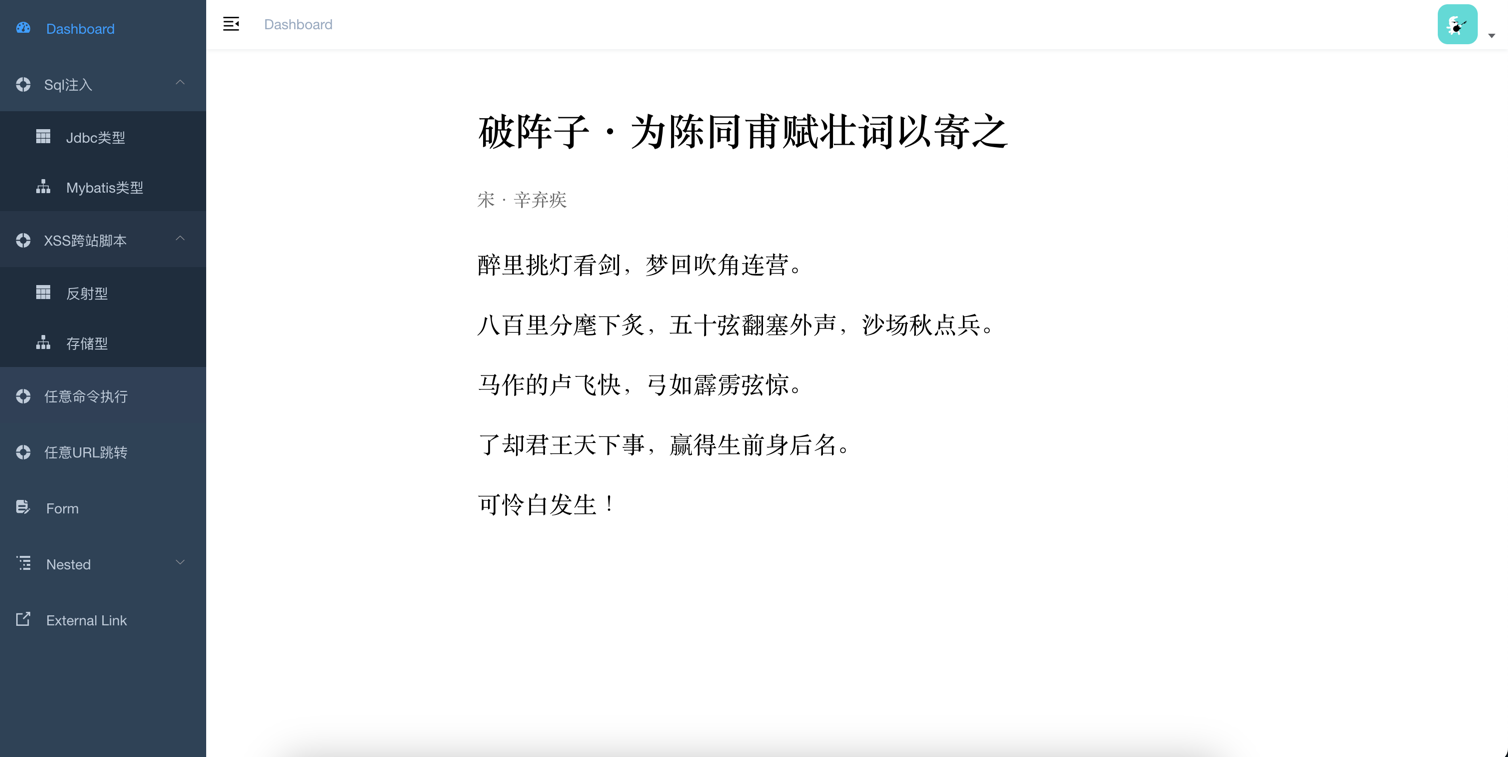 Dashboard
Sql注入
Jdbc类型
Mybatis类型
XSS跨站脚本
反射型
存储型
任意命令执行
任意URL跳转
Form
Nested
External Link
Dashboard
破阵子·为陈同甫赋壮词以寄之
宋·辛弃疾
醉里挑灯看剑，梦回吹角连营。
八百里分麾下炙，五十弦翻塞外声，沙场秋点兵。
马作的卢飞快，弓如霹雳弦惊。
了却君王天下事，赢得生前身后名。
可怜白发生！